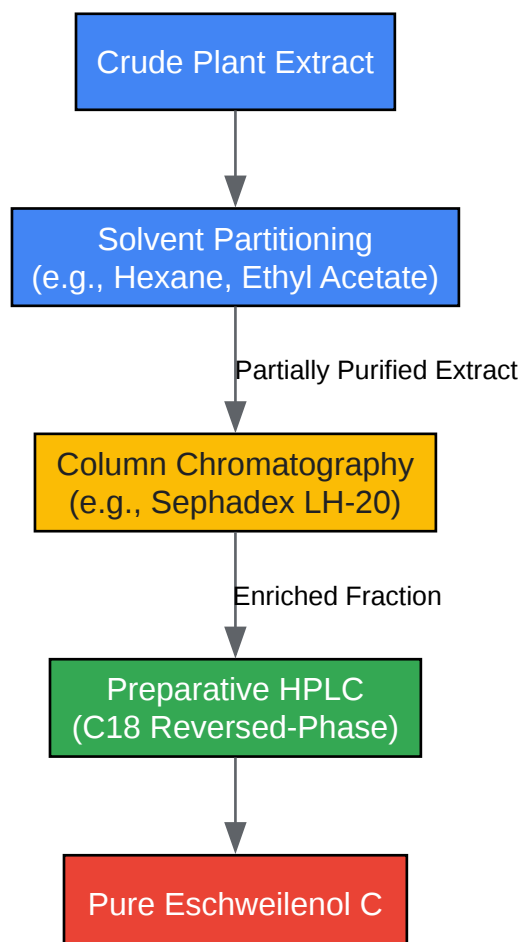 Crude Plant Extract
Solvent Partitioning
(e.g., Hexane, Ethyl Acetate)
Partially Purified Extract
Column Chromatography
(e.g., Sephadex LH-20)
Enriched Fraction
Preparative HPLC
(C18 Reversed-Phase)
Pure Eschweilenol C